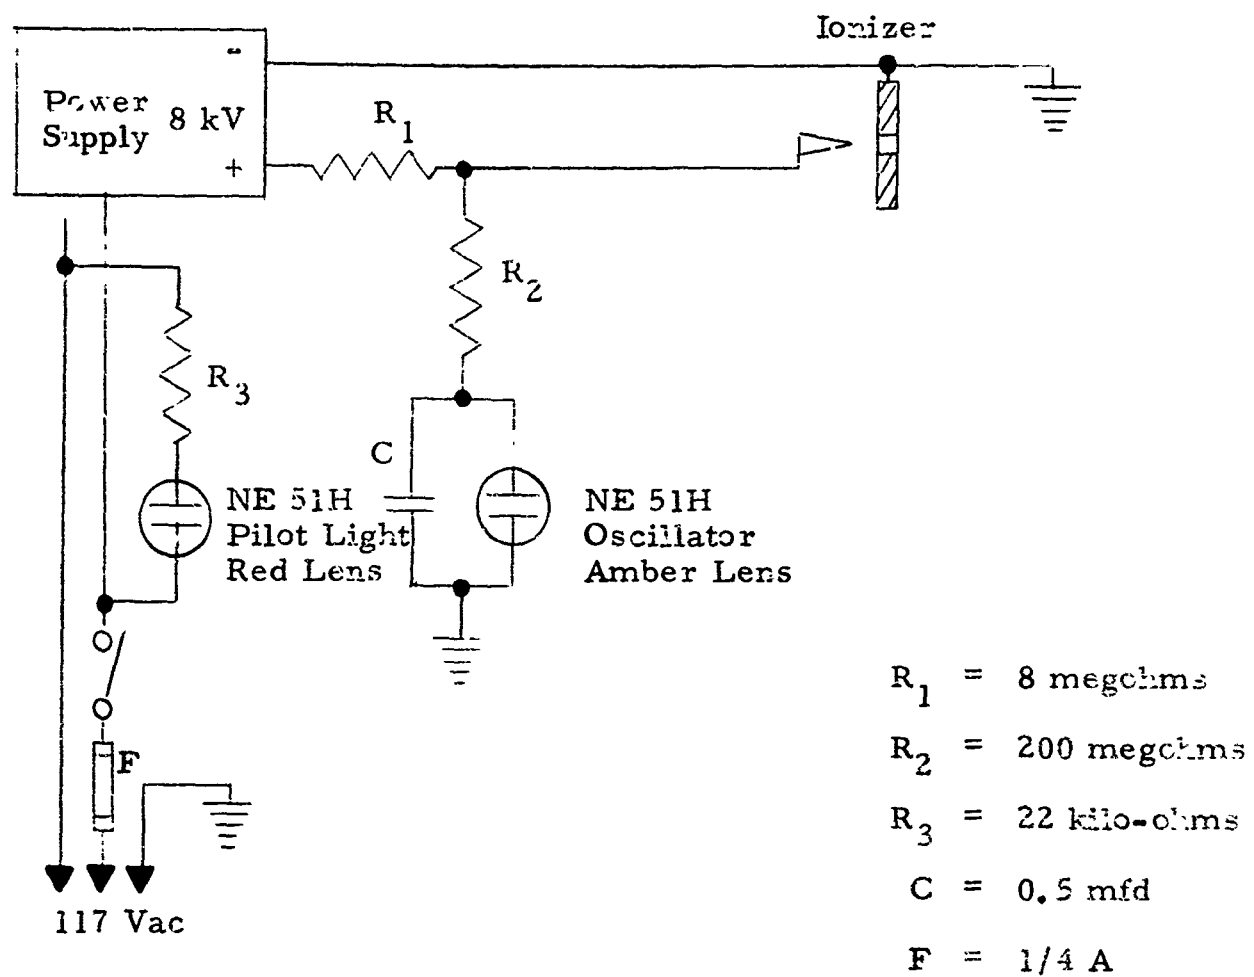 Ionizer
-
Power
Supply 8 kV
+
R1
R2
R3
C
NE 51H
Pilot Light
Red Lens
NE 51H
Oscillator
Amber Lens
F
117 Vac
R1 = 8 megohms
R2 = 200 megohms
R3 = 22 kilo-ohms
C = 0.5 mfd
F = 1/4 A